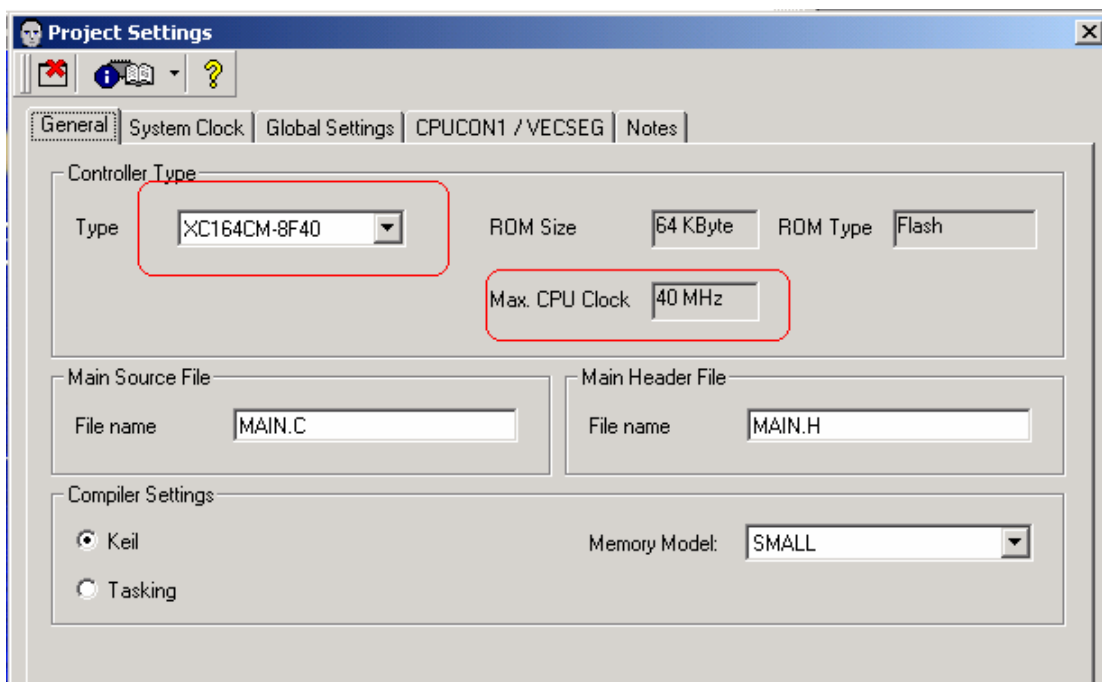 Project Settings
General System Clock Global Settings CPUCON1 / VECSEG Notes
Controller Type
Type XC164CM-8F40 ROM Size 64 KByte ROM Type Flash
Max. CPU Clock 40 MHz
Main Source File Main Header File
File name MAIN.C File name MAIN.H
Compiler Settings
Keil Memory Model: SMALL
Tasking